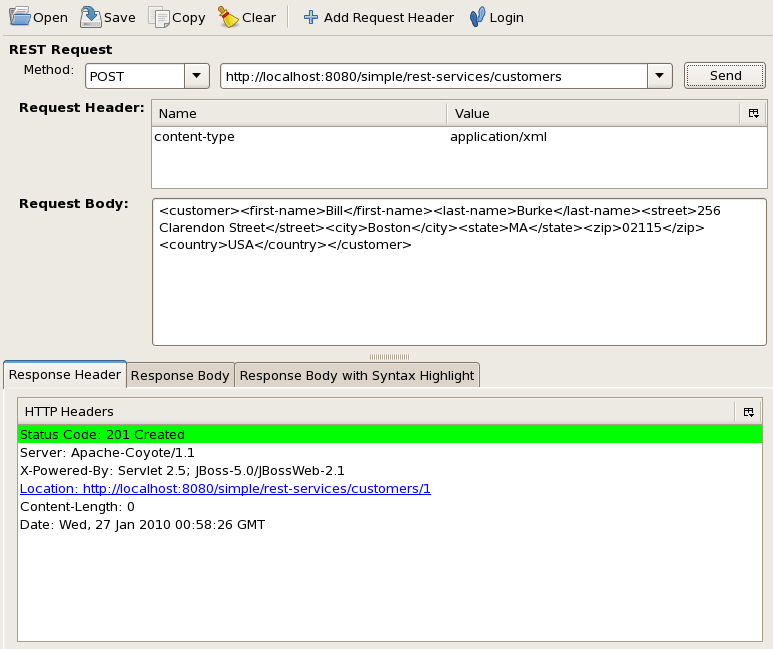 Open Save Copy Clear Add Request Header Login
REST Request
Method: POST http://localhost:8080/simple/rest-services/customers Send
Request Header: Name Value
content-type application/xml
Request Body: <customer><first-name>Bill</first-name><last-name>Burke</last-name><street>256
Clarendon Street</street><city>Boston</city><state>MA</state><zip>02115</zip>
<country>USA</country></customer>
Response Header Response Body Response Body with Syntax Highlight
HTTP Headers
Status Code: 201 Created
Server: Apache-Coyote/1.1
X-Powered-By: Servlet 2.5; JBoss-5.0/JBossWeb-2.1
Location: http://localhost:8080/simple/rest-services/customers/1
Content-Length: 0
Date: Wed, 27 Jan 2010 00:58:26 GMT